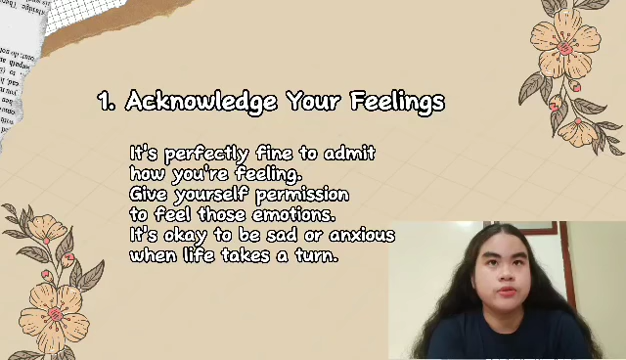 1. Acknowledge Your Feelings
It's perfectly fine to admit
how you're feeling.
Give yourself permission
to feel those emotions.
It's okay to be sad or anxious
when life takes a turn.